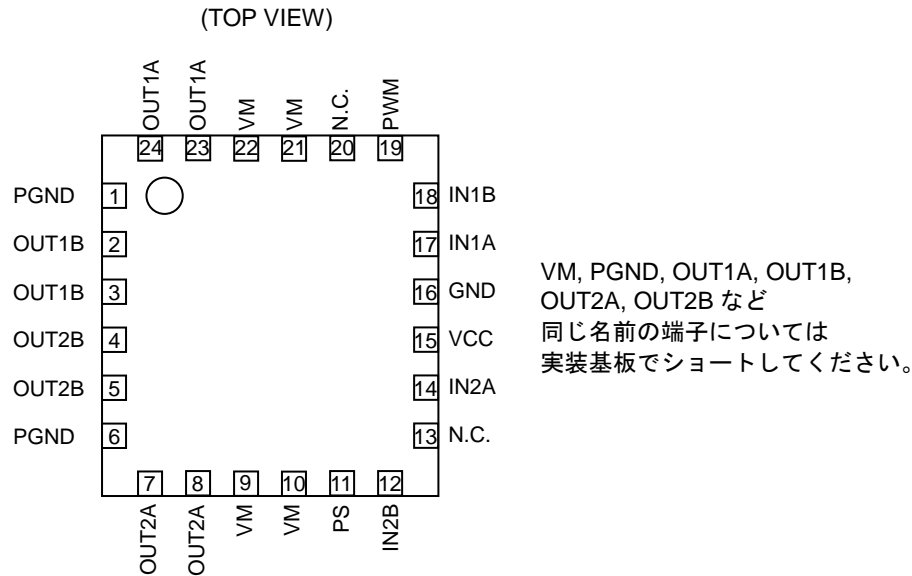 (TOP VIEW)
OUT1A
OUT1A
VM
VM
N.C.
PWM
24
23
22
21
20
19
PGND 1
OUT1B 2
OUT1B 3
OUT2B 4
OUT2B 5
PGND 6
18 IN1B
17 IN1A
16 GND
15 VCC
14 IN2A
13 N.C.
7
8
9
10
11
12
OUT2A
OUT2A
VM
VM
PS
IN2B
VM, PGND, OUT1A, OUT1B,
OUT2A, OUT2B など
同じ名前の端子については
実装基板でショートしてください。